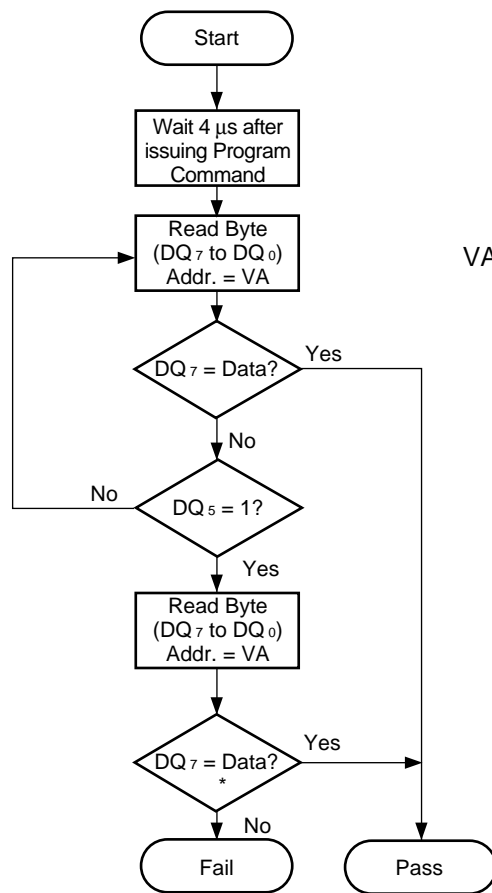 Start
Wait 4 μs after
issuing Program
Command
Read Byte
(DQ7 to DQ0)
Addr. = VA
VA
DQ7 = Data?
Yes
No
DQ5 = 1?
No
Yes
Read Byte
(DQ7 to DQ0)
Addr. = VA
DQ7 = Data?
*
Yes
No
Fail
Pass